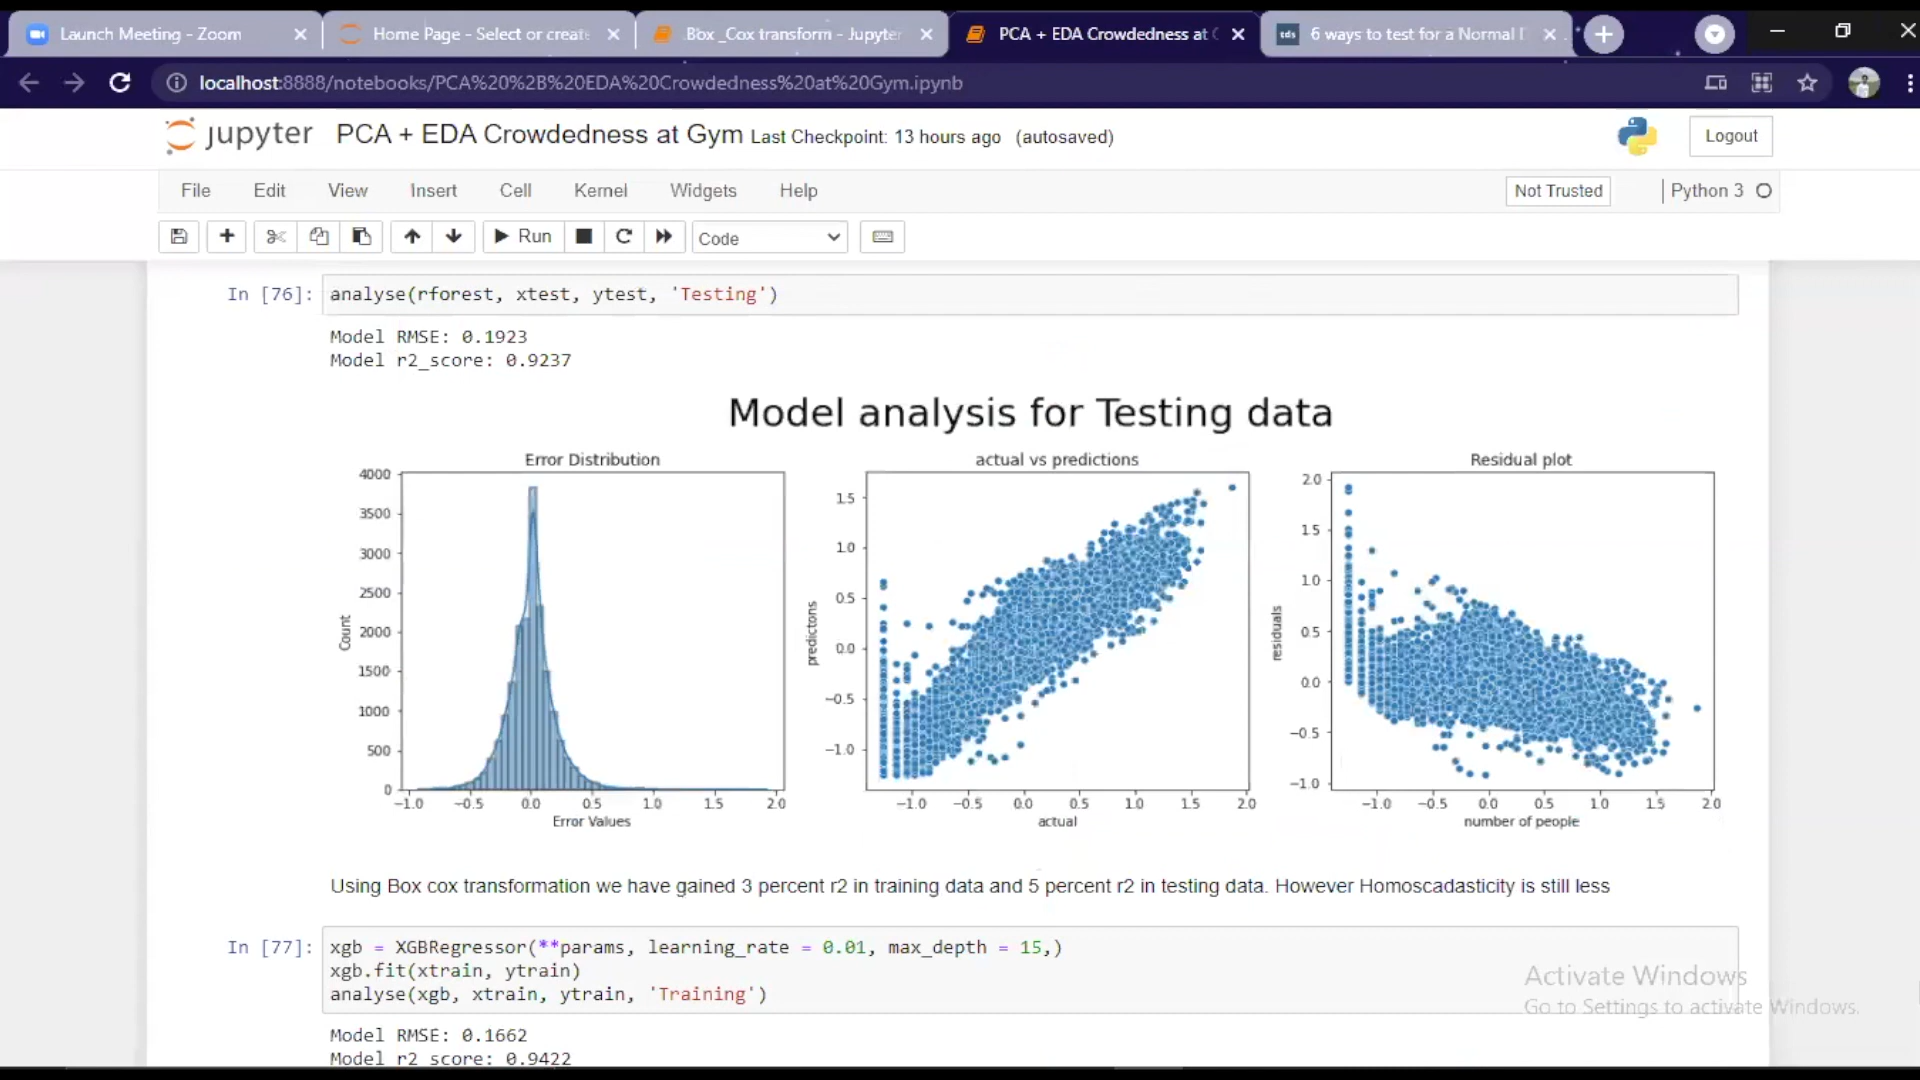 Launch Meeting - Zoom
Home Page - Select or create
Box _Cox transform - Jupyter
PCA + EDA Crowdedness at G
6 ways to test for a Normal D
localhost:8888/notebooks/PCA%20%2B%20EDA%20Crowdedness%20at%20Gym.ipynb
jupyter PCA + EDA Crowdedness at Gym Last Checkpoint: 13 hours ago (autosaved)
Logout
File Edit View Insert Cell Kernel Widgets Help
Not Trusted
Python 3
Run
Code
In [76]: analyse(rforest, xtest, ytest, 'Testing')
Model RMSE: 0.1923
Model r2_score: 0.9237
Model analysis for Testing data
Error Distribution
4000
3500
3000
2500
2000
1500
1000
500
0
Count
−1.0 −0.5 0.0 0.5 1.0 1.5 2.0
Error Values
actual vs predictions
1.5
1.0
0.5
0.0
−0.5
−1.0
predictons
−1.0 −0.5 0.0 0.5 1.0 1.5 2.0
actual
Residual plot
2.0
1.5
1.0
0.5
0.0
−0.5
−1.0
residuals
−1.0 −0.5 0.0 0.5 1.0 1.5 2.0
number of people
Using Box cox transformation we have gained 3 percent r2 in training data and 5 percent r2 in testing data. However Homoscadasticity is still less
In [77]: xgb = XGBRegressor(**params, learning_rate = 0.01, max_depth = 15,)
xgb.fit(xtrain, ytrain)
analyse(xgb, xtrain, ytrain, 'Training')
Model RMSE: 0.1662
Model r2_score: 0.9422
Activate Windows
Go to Settings to activate Windows.